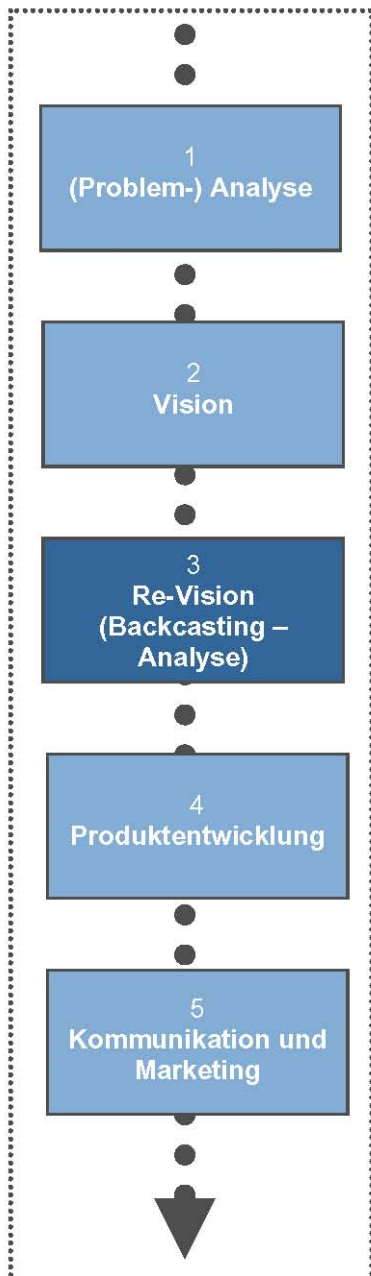 1
(Problem-) Analyse
2
Vision
3
Re-Vision
(Backcasting –
Analyse)
4
Produktentwicklung
5
Kommunikation und
Marketing